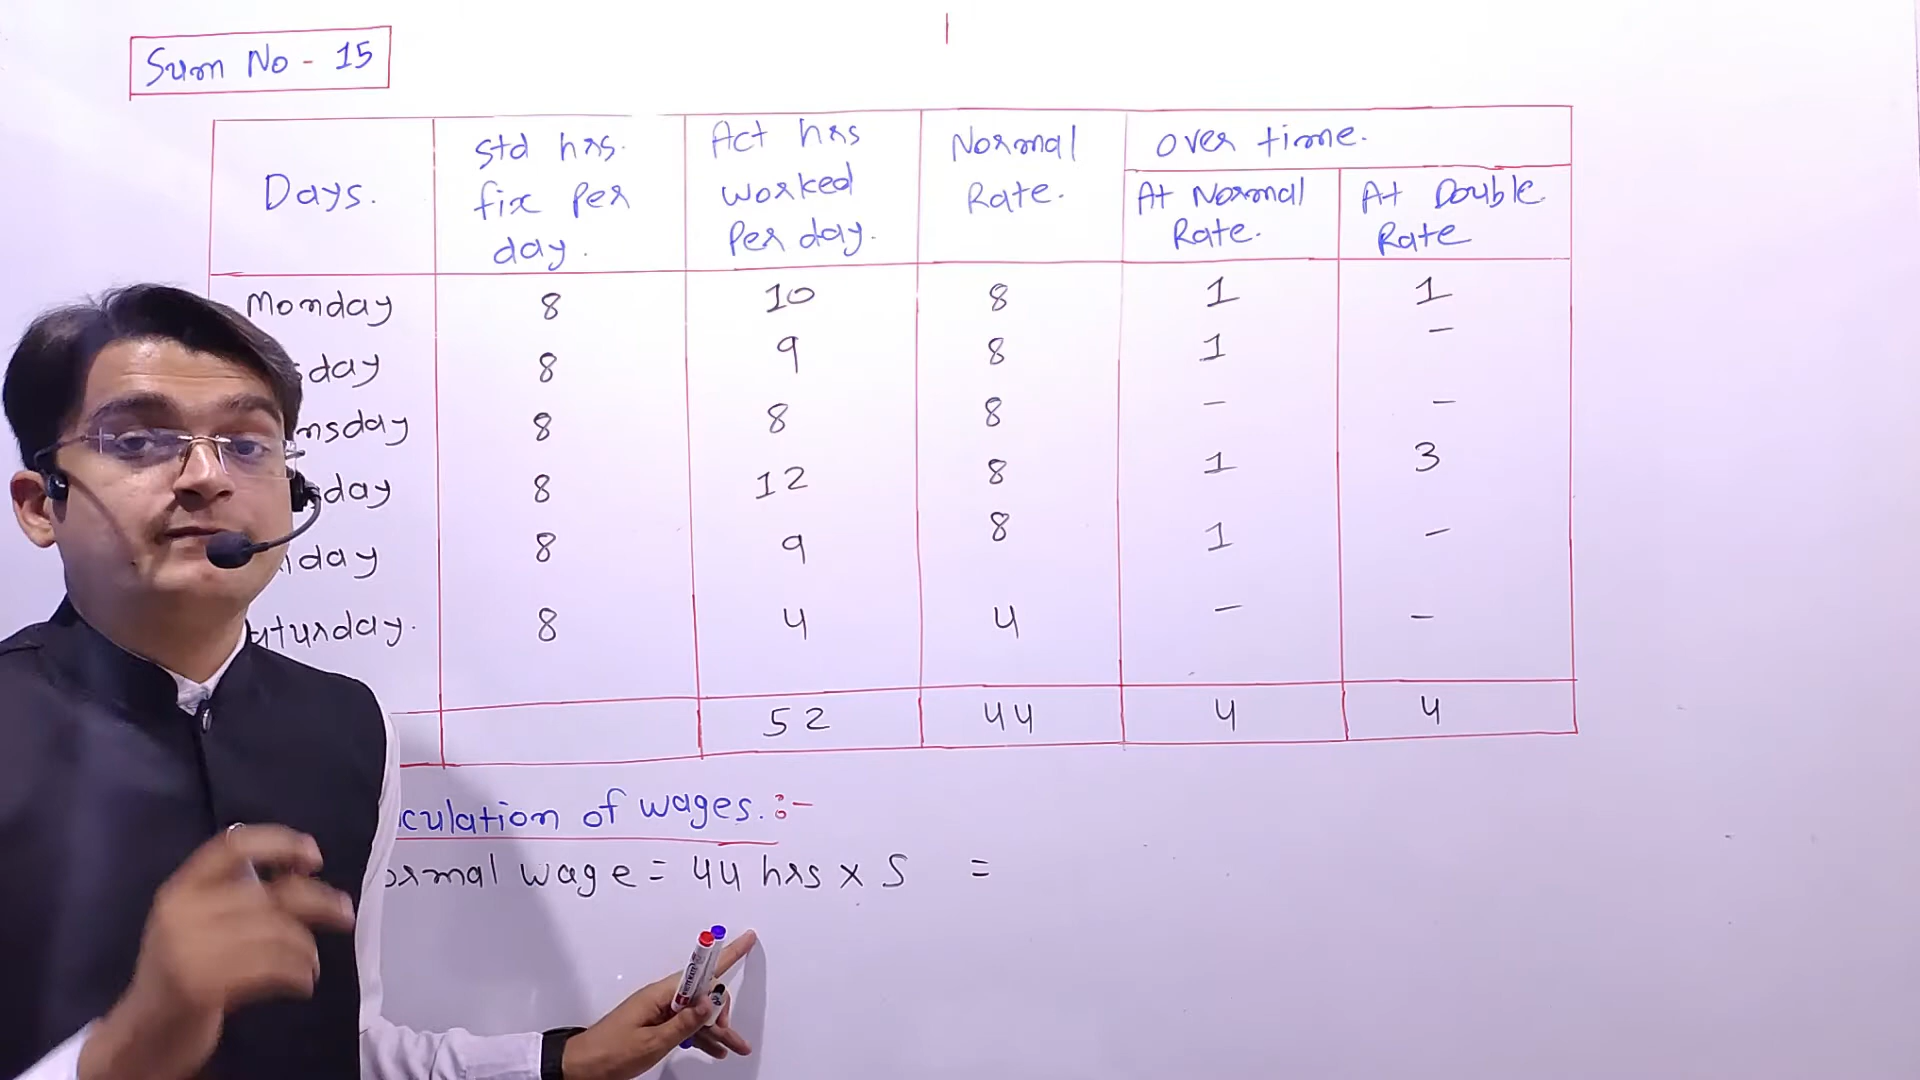 Sum No - 15
Days.
Std hrs. fix per day.
Act hrs worked Per day.
Normal Rate.
over time.
At Normal Rate.
At Double Rate
Monday 8 10 8 1 1
day 8 9 8 1 -
nsday 8 8 8 - -
day 8 12 8 1 3
day 8 9 8 1 -
aturday. 8 4 4 - -
52 44 4 4
culation of wages. :-
ormal wage = 44 hrs x 5 =